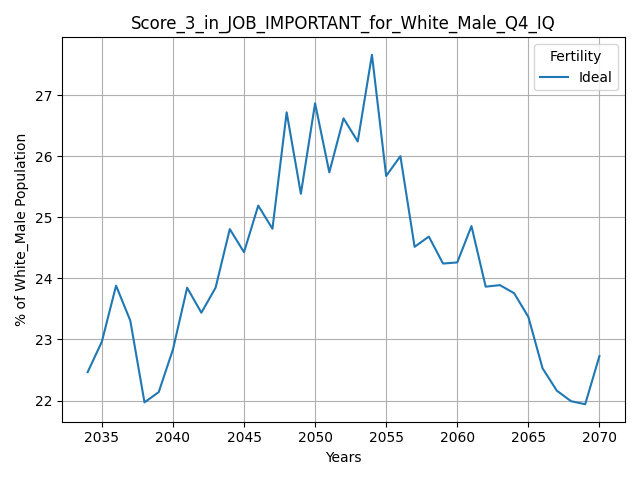 Score_3_in_JOB_IMPORTANT_for_White_Male_Q4_IQ
Fertility
Ideal
% of White_Male Population
27
26
25
24
23
22
2035 2040 2045 2050 2055 2060 2065 2070
Years